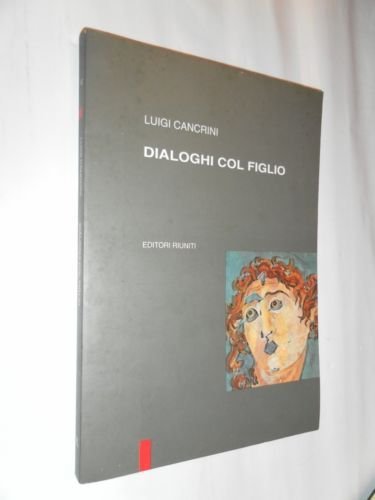 LUIGI CANCRINI
DIALOGHI COL FIGLIO
EDITORI RIUNITI